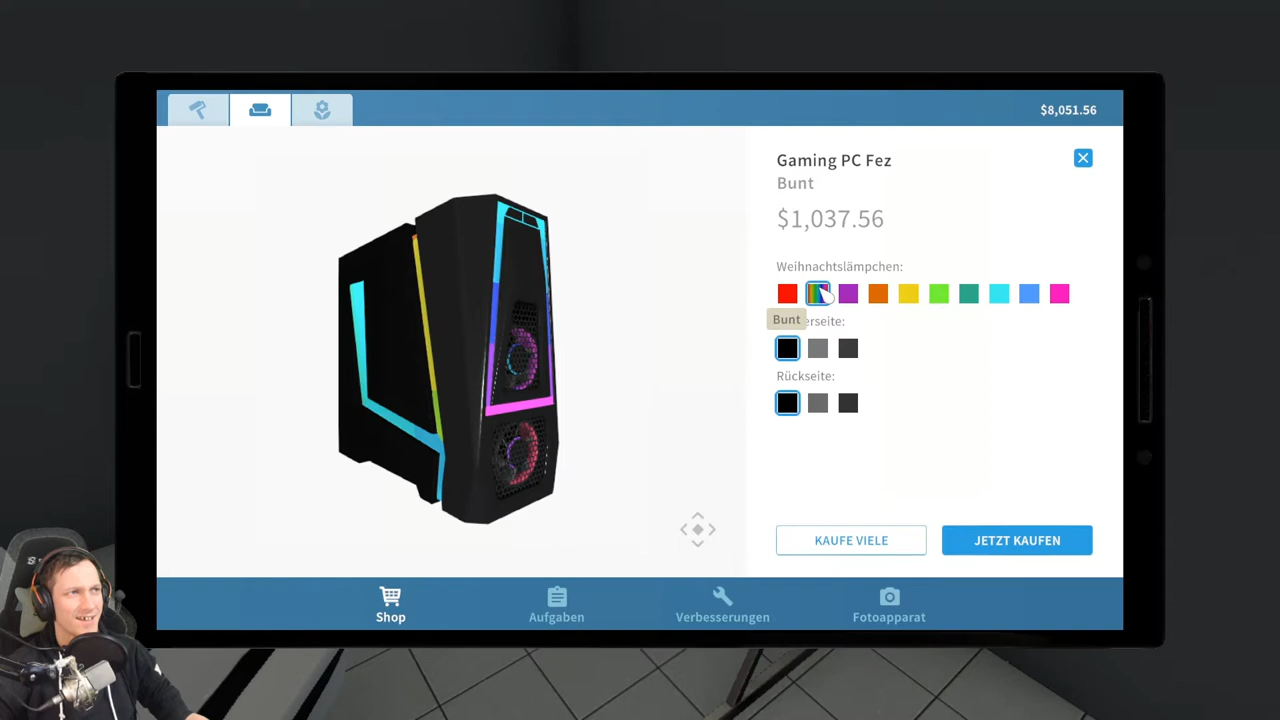 $8,051.56
Gaming PC Fez
Bunt
$1,037.56
Weihnachtslämpchen:
Bunt
erseite:
Rückseite:
KAUFE VIELE
JETZT KAUFEN
Shop
Aufgaben
Verbesserungen
Fotoapparat